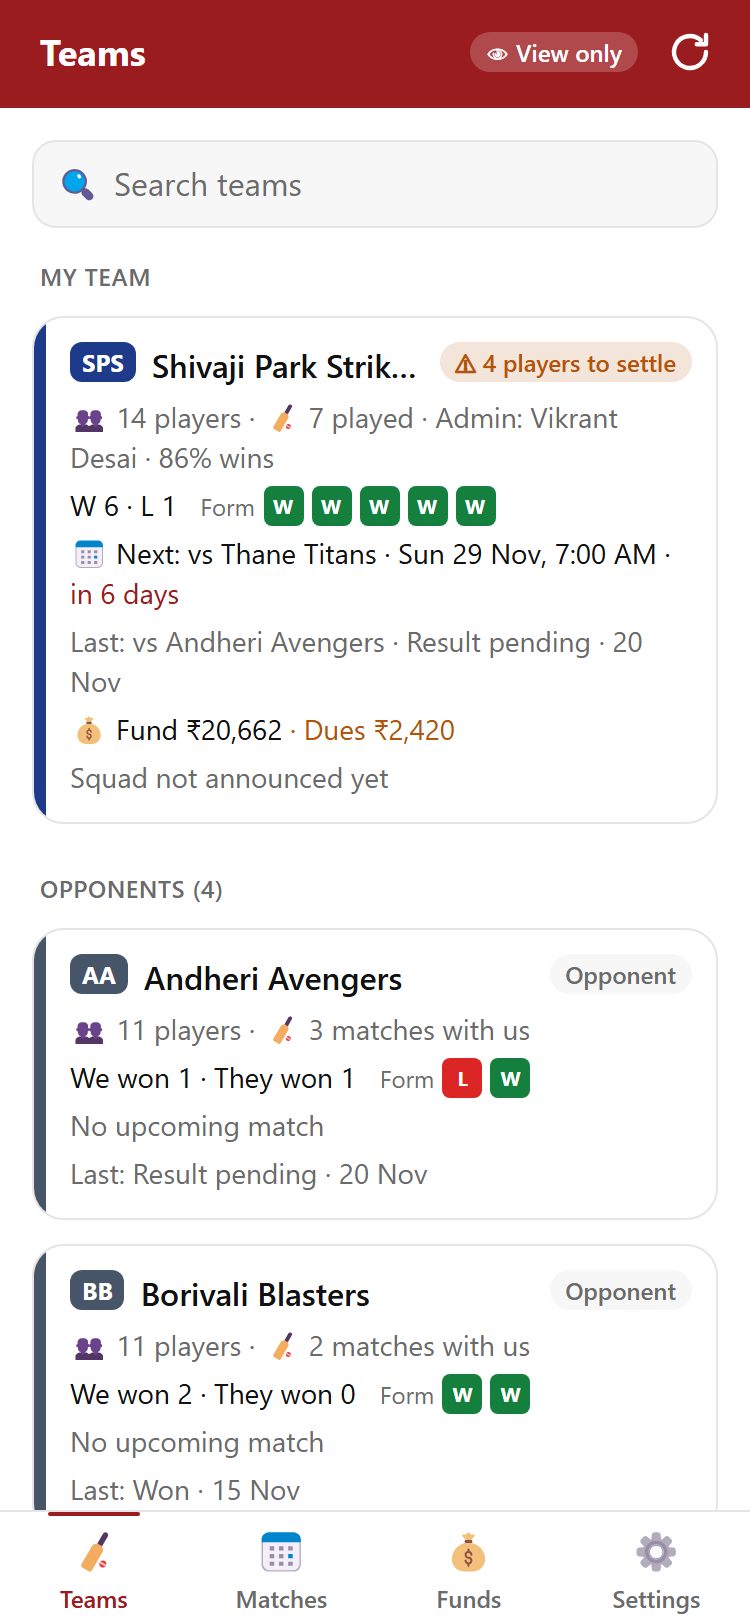 Teams
View only
Search teams
MY TEAM
SPS Shivaji Park Strik... ⚠ 4 players to settle
14 players · 7 played · Admin: Vikrant
Desai · 86% wins
W 6 · L 1 Form W W W W W
Next: vs Thane Titans · Sun 29 Nov, 7:00 AM ·
in 6 days
Last: vs Andheri Avengers · Result pending · 20
Nov
Fund ₹20,662 · Dues ₹2,420
Squad not announced yet
OPPONENTS (4)
AA Andheri Avengers Opponent
11 players · 3 matches with us
We won 1 · They won 1 Form L W
No upcoming match
Last: Result pending · 20 Nov
BB Borivali Blasters Opponent
11 players · 2 matches with us
We won 2 · They won 0 Form W W
No upcoming match
Last: Won · 15 Nov
Teams Matches Funds Settings